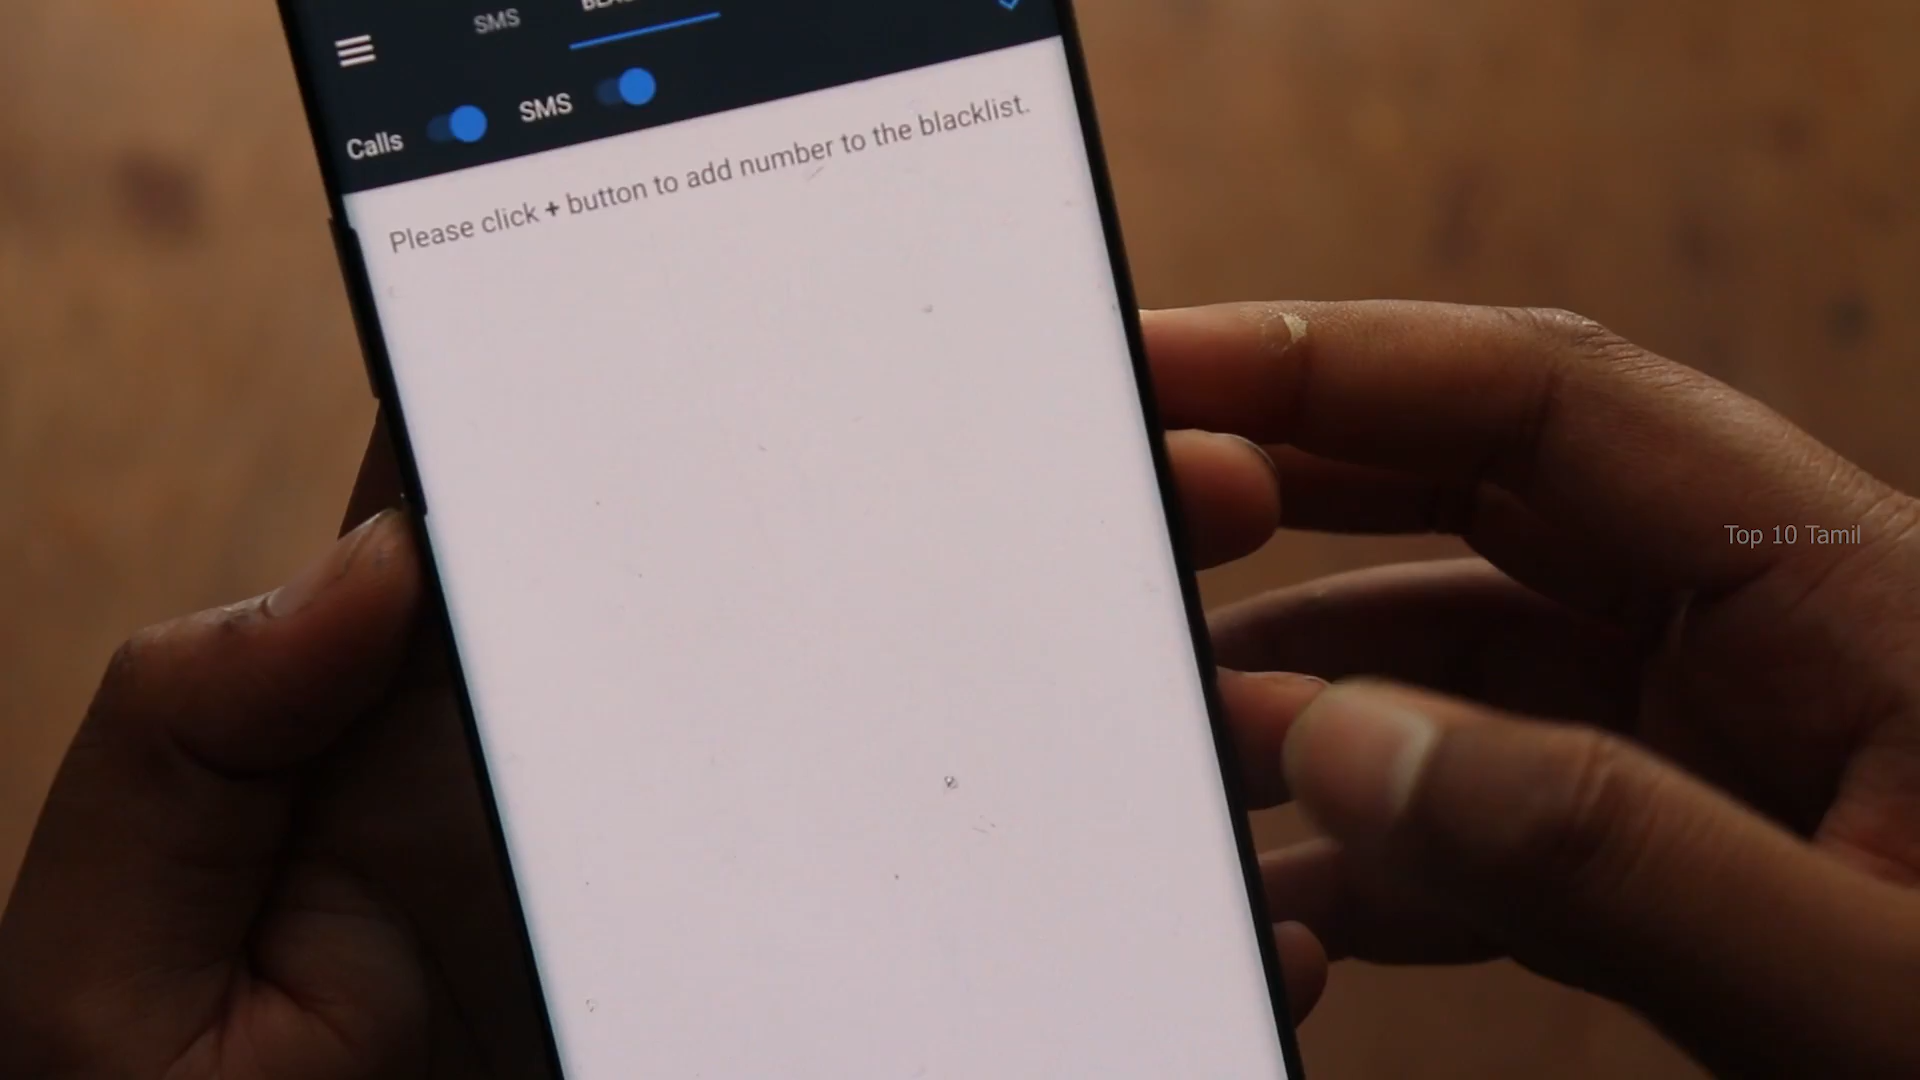 SMS
Calls
SMS
Please click + button to add number to the blacklist.
Top 10 Tamil